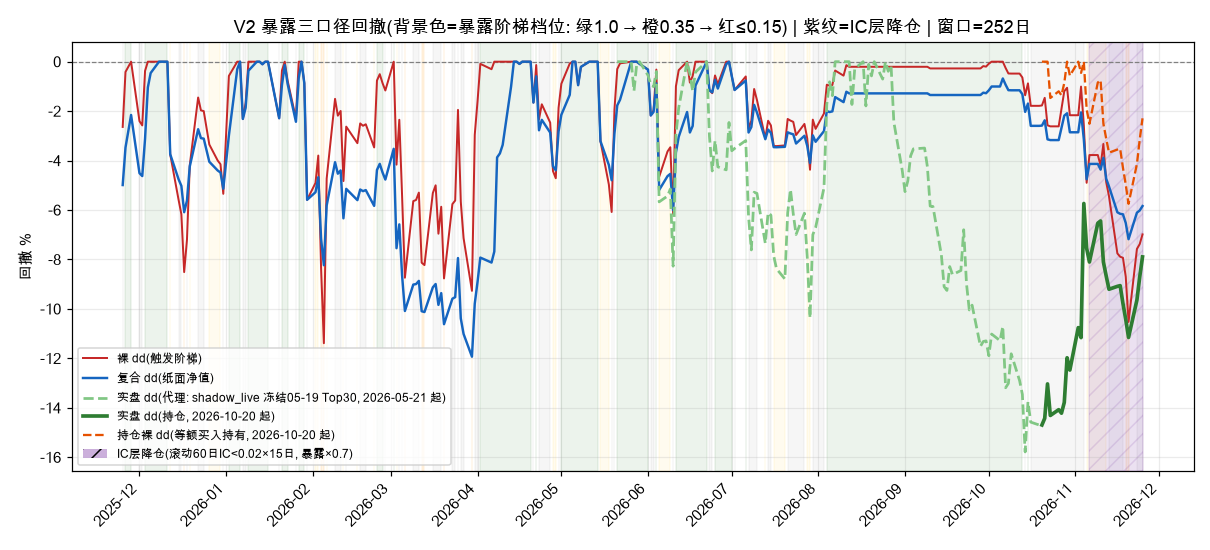 V2 暴露三口径回撤(背景色=暴露阶梯档位: 绿1.0 → 橙0.35 → 红≤0.15) | 紫纹=IC层降仓 | 窗口=252日
回撤 %
0
-2
-4
-6
-8
-10
-12
-14
-16
裸 dd(触发阶梯)
复合 dd(纸面净值)
实盘 dd(代理: shadow_live 冻结05-19 Top30, 2026-05-21 起)
实盘 dd(持仓, 2026-10-20 起)
持仓裸 dd(等额买入持有, 2026-10-20 起)
IC层降仓(滚动60日IC<0.02×15日, 暴露×0.7)
2025-12
2026-01
2026-02
2026-03
2026-04
2026-05
2026-06
2026-07
2026-08
2026-09
2026-10
2026-11
2026-12